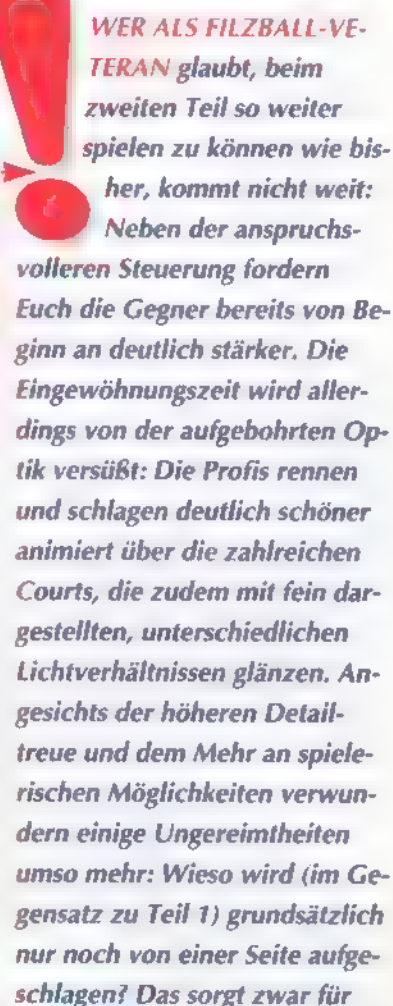 WER ALS FILZBALL-VE-
TERAN glaubt, beim
zweiten Teil so weiter
spielen zu können wie bis-
her, kommt nicht weit:
Neben der anspruchs-
volleren Steuerung fordern
Euch die Gegner bereits von Be-
ginn an deutlich stärker. Die
Eingewöhnungszeit wird aller-
dings von der aufgebohrten Op-
tik versüßt: Die Profis rennen
und schlagen deutlich schöner
animiert über die zahlreichen
Courts, die zudem mit fein dar-
gestellten, unterschiedlichen
Lichtverhältnissen glänzen. An-
gesichts der höheren Detail-
treue und dem Mehr an spiele-
rischen Möglichkeiten verwun-
dern einige Ungereimtheiten
umso mehr: Wieso wird (im Ge-
gensatz zu Teil 1) grundsätzlich
nur noch von einer Seite aufge-
schlagen? Das sorgt zwar für